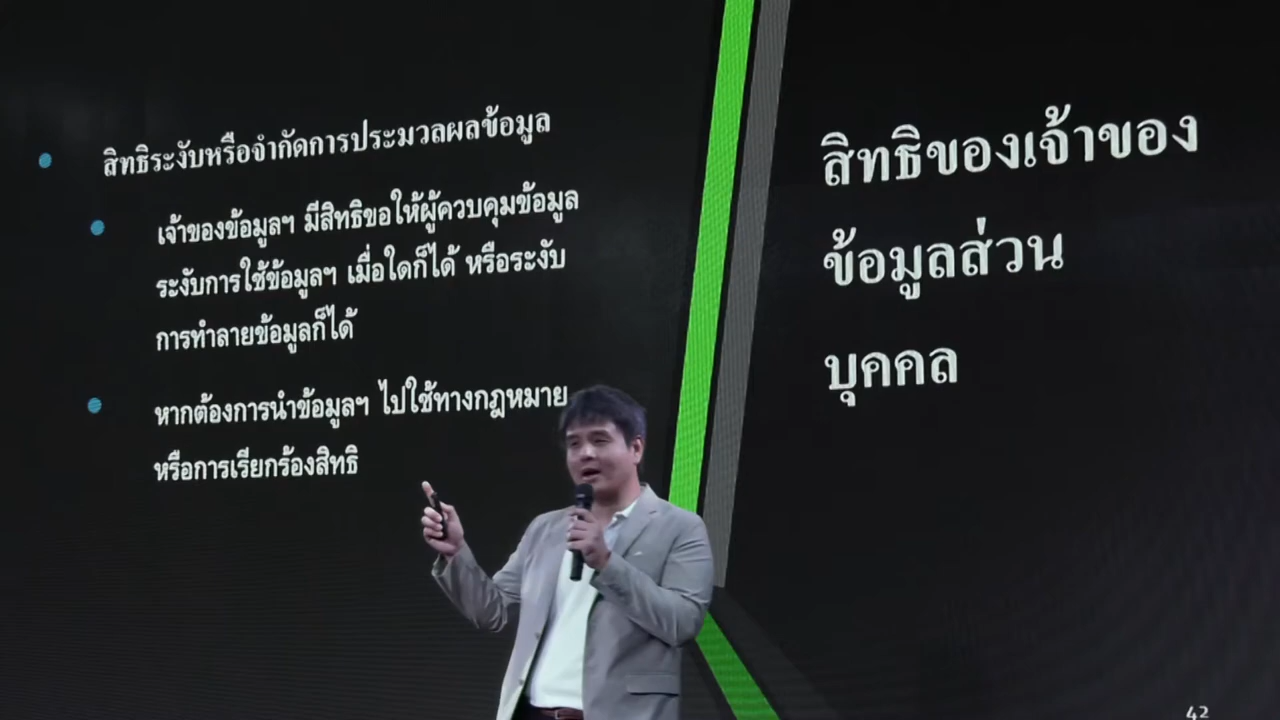 สิทธิระงับหรือจำกัดการประมวลผลข้อมูล
เจ้าของข้อมูลฯ มีสิทธิขอให้ผู้ควบคุมข้อมูล
ระงับการใช้ข้อมูลฯ เมื่อใดก็ได้ หรือระงับ
การทำลายข้อมูลก็ได้
หากต้องการนำข้อมูลฯ ไปใช้ทางกฎหมาย
หรือการเรียกร้องสิทธิ
สิทธิของเจ้าของ
ข้อมูลส่วน
บุคคล
42